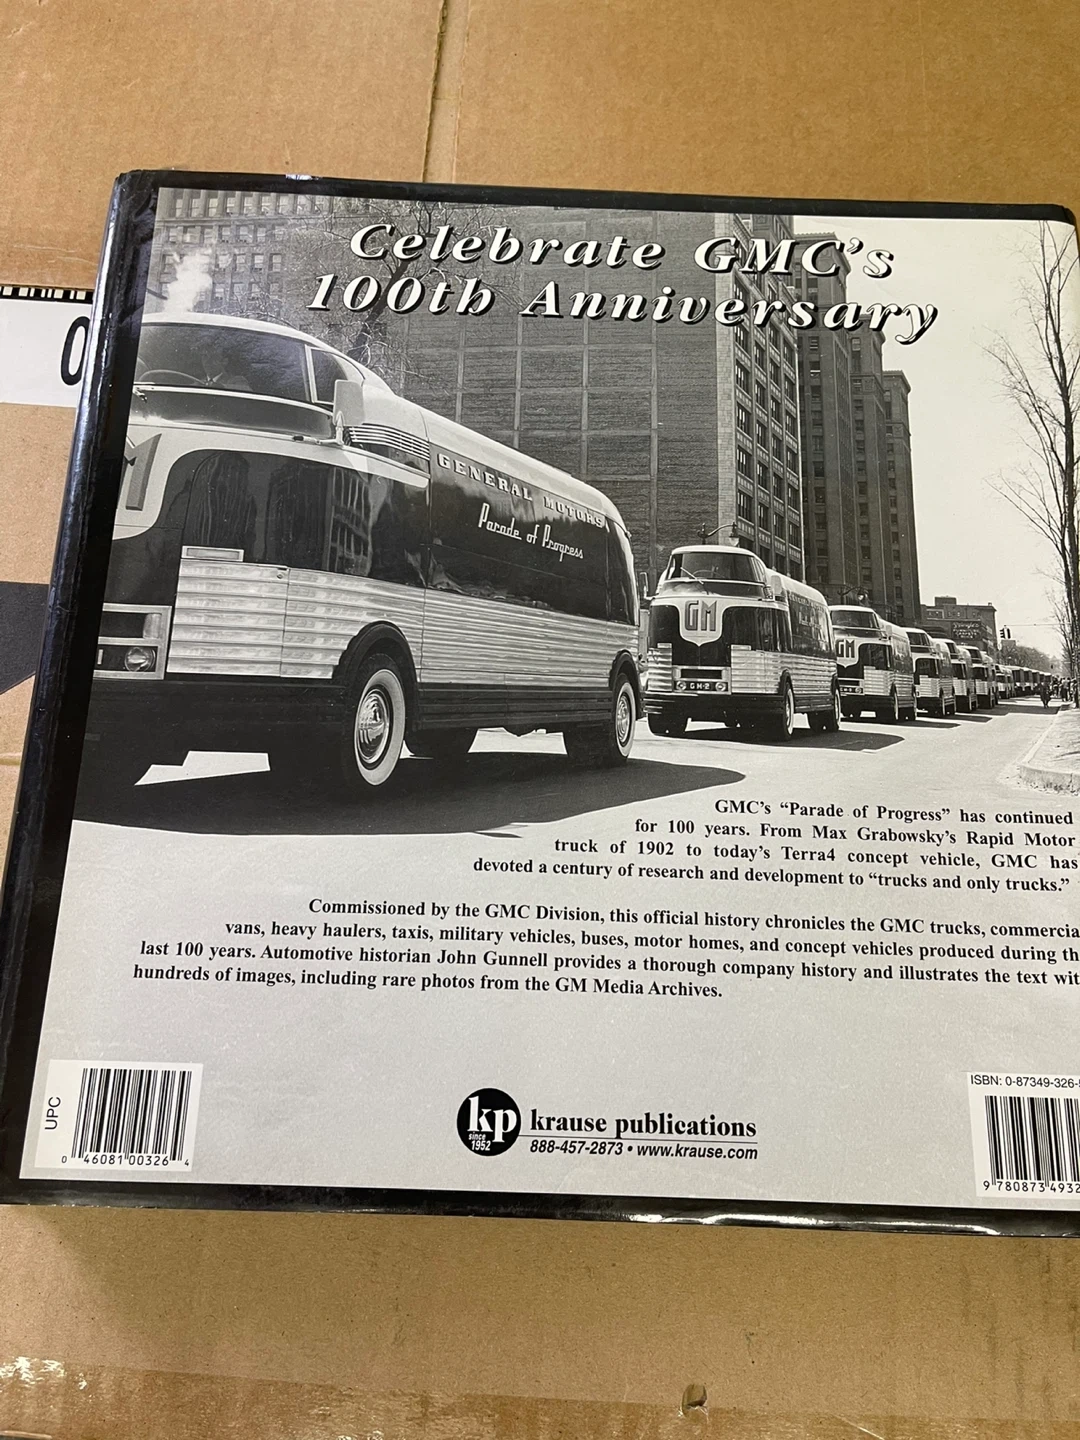 Celebrate GMC's
100th Anniversary
0
GENERAL MOTORS
Parade of Progress
GM
GM-2
GM
GMC's “Parade of Progress” has continued
for 100 years. From Max Grabowsky's Rapid Motor
truck of 1902 to today's Terra4 concept vehicle, GMC has
devoted a century of research and development to “trucks and only trucks.”
Commissioned by the GMC Division, this official history chronicles the GMC trucks, commercia
vans, heavy haulers, taxis, military vehicles, buses, motor homes, and concept vehicles produced during th
last 100 years. Automotive historian John Gunnell provides a thorough company history and illustrates the text wit
hundreds of images, including rare photos from the GM Media Archives.
UPC
0 46081 00326 4
kp
since
1952
krause publications
888-457-2873 • www.krause.com
ISBN: 0-87349-326-
9 780873 4932